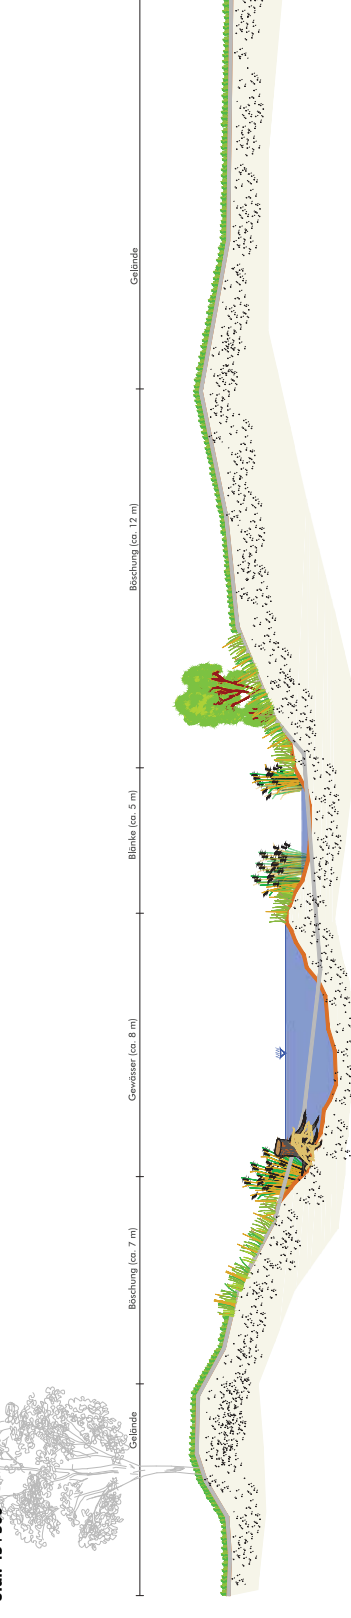 Gelände
Böschung (ca. 7 m)
Gewässer (ca. 8 m)
Blänke (ca. 5 m)
Böschung (ca. 12 m)
Gelände